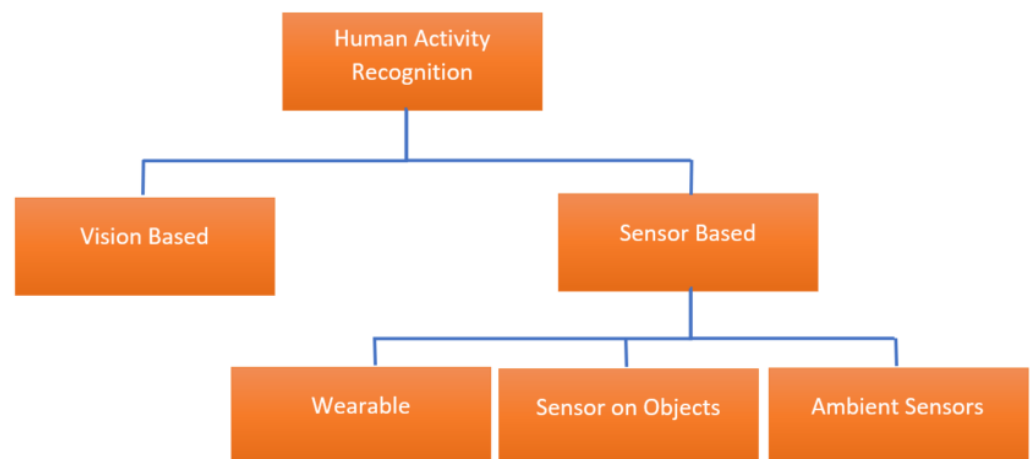 Human Activity
Recognition
Vision Based
Sensor Based
Wearable
Sensor on Objects
Ambient Sensors